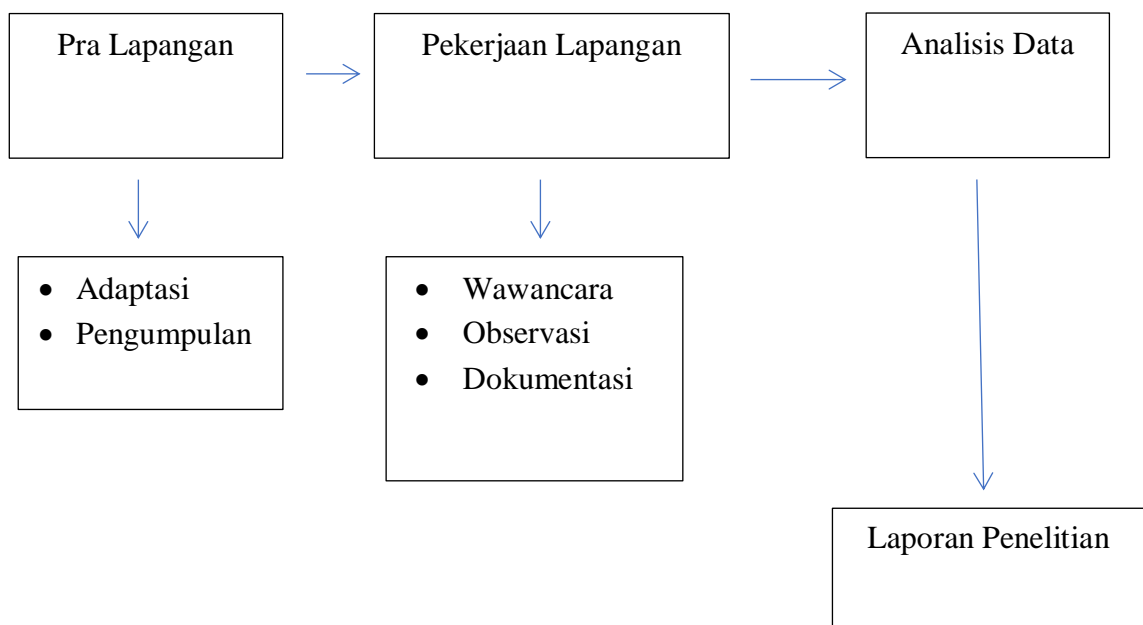 Pra Lapangan
Pekerjaan Lapangan
Analisis Data
• Adaptasi
• Pengumpulan
• Wawancara
• Observasi
• Dokumentasi
Laporan Penelitian